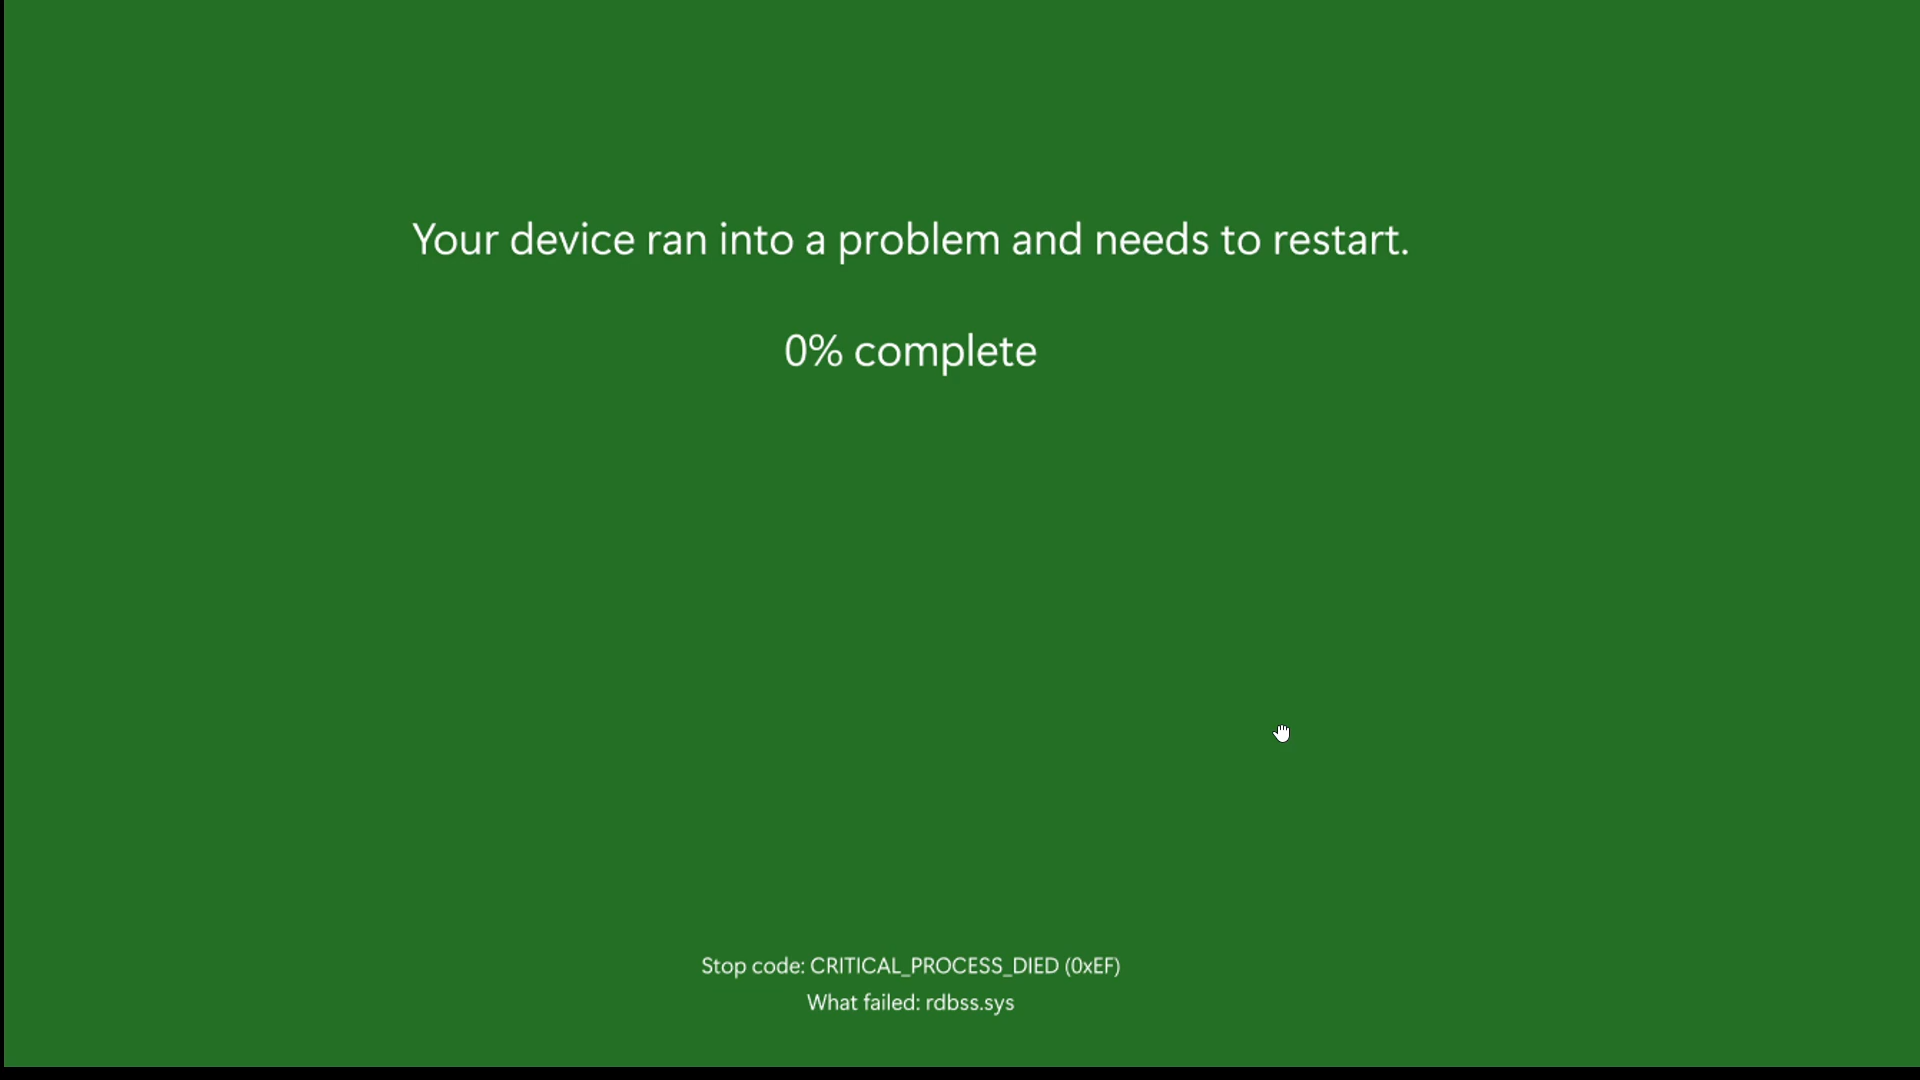 Your device ran into a problem and needs to restart.
0% complete
Stop code: CRITICAL_PROCESS_DIED (0xEF)
What failed: rdbss.sys